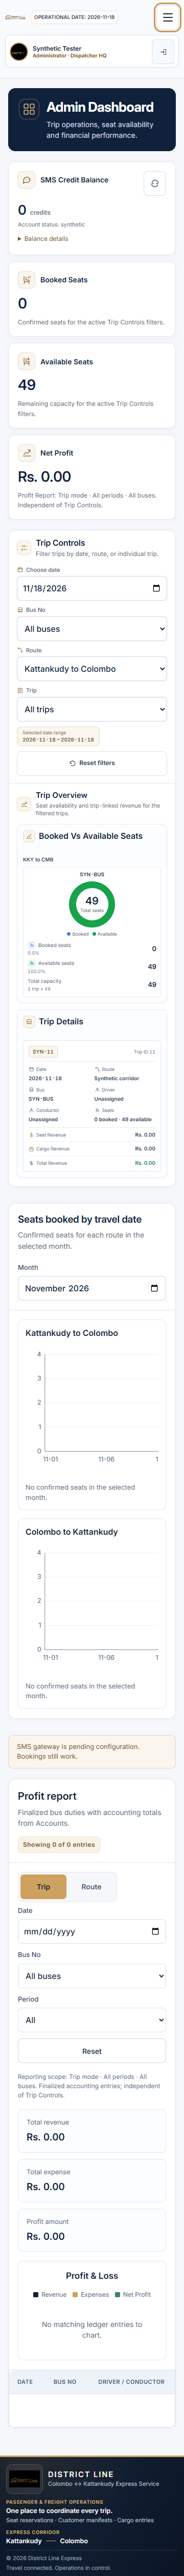 OPERATIONAL DATE: 2026-11-18
Synthetic Tester
Administrator · Dispatcher HQ
Admin Dashboard
Trip operations, seat availability
and financial performance.
SMS Credit Balance
0 credits
Account status: synthetic
Balance details
Booked Seats
0
Confirmed seats for the active Trip Controls filters.
Available Seats
49
Remaining capacity for the active Trip Controls
filters.
Net Profit
Rs. 0.00
Profit Report: Trip mode · All periods · All buses.
Independent of Trip Controls.
Trip Controls
Filter trips by date, route, or individual trip.
Choose date
11/18/2026
Bus No
All buses
Route
Kattankudy to Colombo
Trip
All trips
Selected date range
2026-11-18 – 2026-11-18
Reset filters
Trip Overview
Seat availability and trip-linked revenue for the
filtered trips.
Booked Vs Available Seats
KKY to CMB
SYN-BUS
49
Total seats
Booked Available
Booked seats
0.0%
0
Available seats
100.0%
49
Total capacity
1 trip × 49
49
Trip Details
SYN-11
Trip ID 11
Date
2026-11-18
Route
Synthetic corridor
Bus
SYN-BUS
Driver
Unassigned
Conductor
Unassigned
Seats
0 booked · 49 available
Seat Revenue Rs. 0.00
Cargo Revenue Rs. 0.00
Total Revenue Rs. 0.00
Seats booked by travel date
Confirmed seats for each route in the
selected month.
Month
November 2026
Kattankudy to Colombo
4
3
2
1
0
11-01 11-06 1
No confirmed seats in the selected
month.
Colombo to Kattankudy
4
3
2
1
0
11-01 11-06 1
No confirmed seats in the selected
month.
SMS gateway is pending configuration.
Bookings still work.
Profit report
Finalized bus duties with accounting totals
from Accounts.
Showing 0 of 0 entries
Trip Route
Date
mm/dd/yyyy
Bus No
All buses
Period
All
Reset
Reporting scope: Trip mode · All periods · All
buses. Finalized accounting entries; independent
of Trip Controls.
Total revenue
Rs. 0.00
Total expense
Rs. 0.00
Profit amount
Rs. 0.00
Profit & Loss
Revenue Expenses Net Profit
No matching ledger entries to
chart.
DATE BUS NO DRIVER / CONDUCTOR
DISTRICT LINE
Colombo ↔ Kattankudy Express Service
PASSENGER & FREIGHT OPERATIONS
One place to coordinate every trip.
Seat reservations · Customer manifests · Cargo entries
EXPRESS CORRIDOR
Kattankudy — Colombo
© 2026 District Line Express
Travel connected. Operations in control.